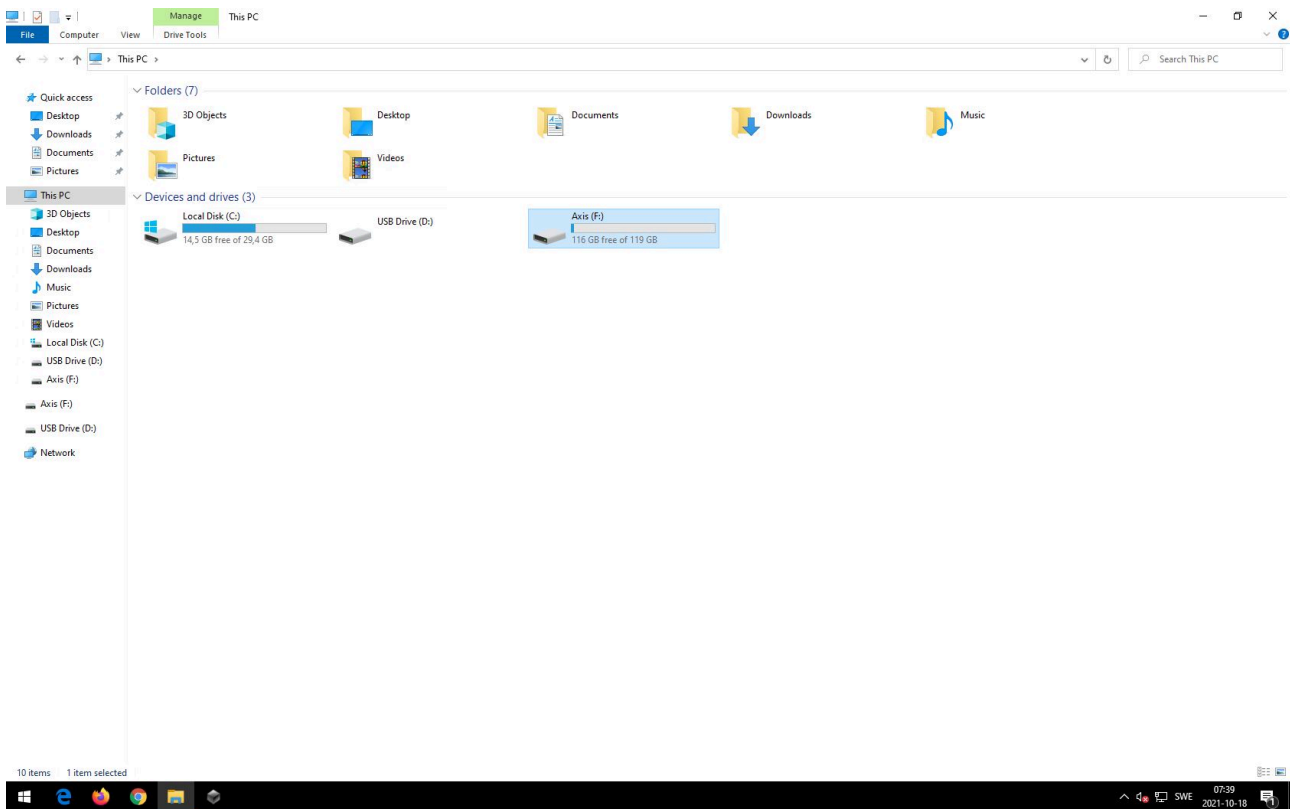 Manage This PC
File Computer View Drive Tools
This PC
Search This PC
Quick access
Desktop
Downloads
Documents
Pictures
This PC
3D Objects
Desktop
Documents
Downloads
Music
Pictures
Videos
Local Disk (C:)
USB Drive (D:)
Axis (F:)
Axis (F:)
USB Drive (D:)
Network
Folders (7)
3D Objects Desktop Documents Downloads Music
Pictures Videos
Devices and drives (3)
Local Disk (C:)
14,5 GB free of 29,4 GB
USB Drive (D:)
Axis (F:)
116 GB free of 119 GB
10 items 1 item selected
SWE 07:39
2021-10-18